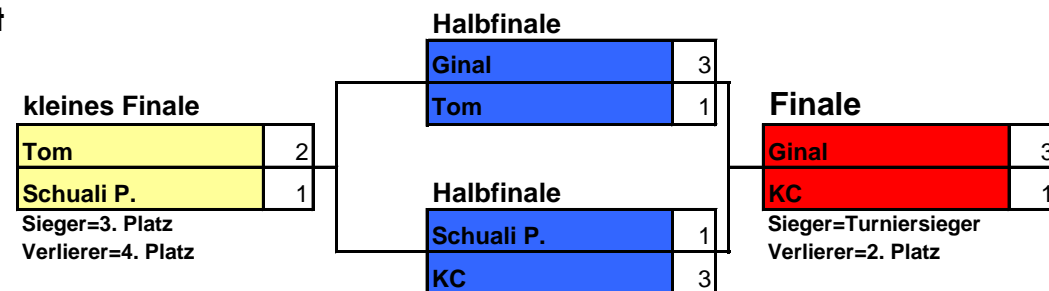 t
Halbfinale
Ginal 3
Tom 1
kleines Finale
Tom 2
Schuali P. 1
Sieger=3. Platz
Verlierer=4. Platz
Halbfinale
Schuali P. 1
KC 3
Finale
Ginal 3
KC 1
Sieger=Turniersieger
Verlierer=2. Platz